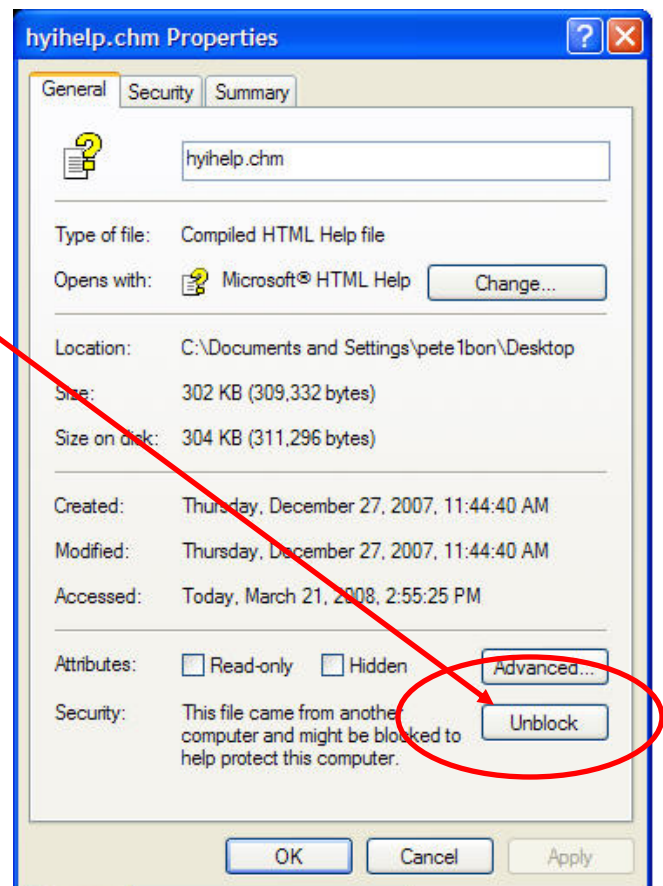 hyihelp.chm Properties
General Security Summary
hyihelp.chm
Type of file: Compiled HTML Help file
Opens with: Microsoft® HTML Help Change...
Location: C:\Documents and Settings\pete1bon\Desktop
Size: 302 KB (309,332 bytes)
Size on disk: 304 KB (311,296 bytes)
Created: Thursday, December 27, 2007, 11:44:40 AM
Modified: Thursday, December 27, 2007, 11:44:40 AM
Accessed: Today, March 21, 2008, 2:55:25 PM
Attributes: Read-only Hidden Advanced...
Security: This file came from another
computer and might be blocked to
help protect this computer.
Unblock
OK Cancel Apply